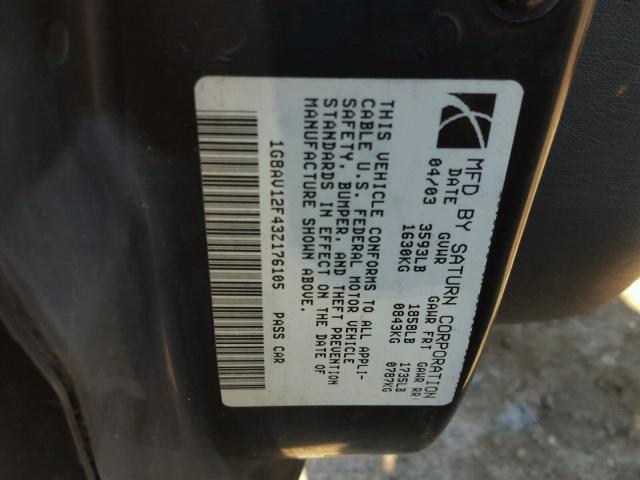 MFD BY SATURN CORPORATION
DATE GVWR GAWR FRT GAWR RR
04/03 3593LB 1858LB 1735LB
1630KG 0843KG 0787KG
THIS VEHICLE CONFORMS TO ALL APPLI-
CABLE U.S. FEDERAL MOTOR VEHICLE
SAFETY, BUMPER, AND THEFT PREVENTION
STANDARDS IN EFFECT ON THE DATE OF
MANUFACTURE SHOWN ABOVE.
1G8AV12F43Z176105 PASS CAR